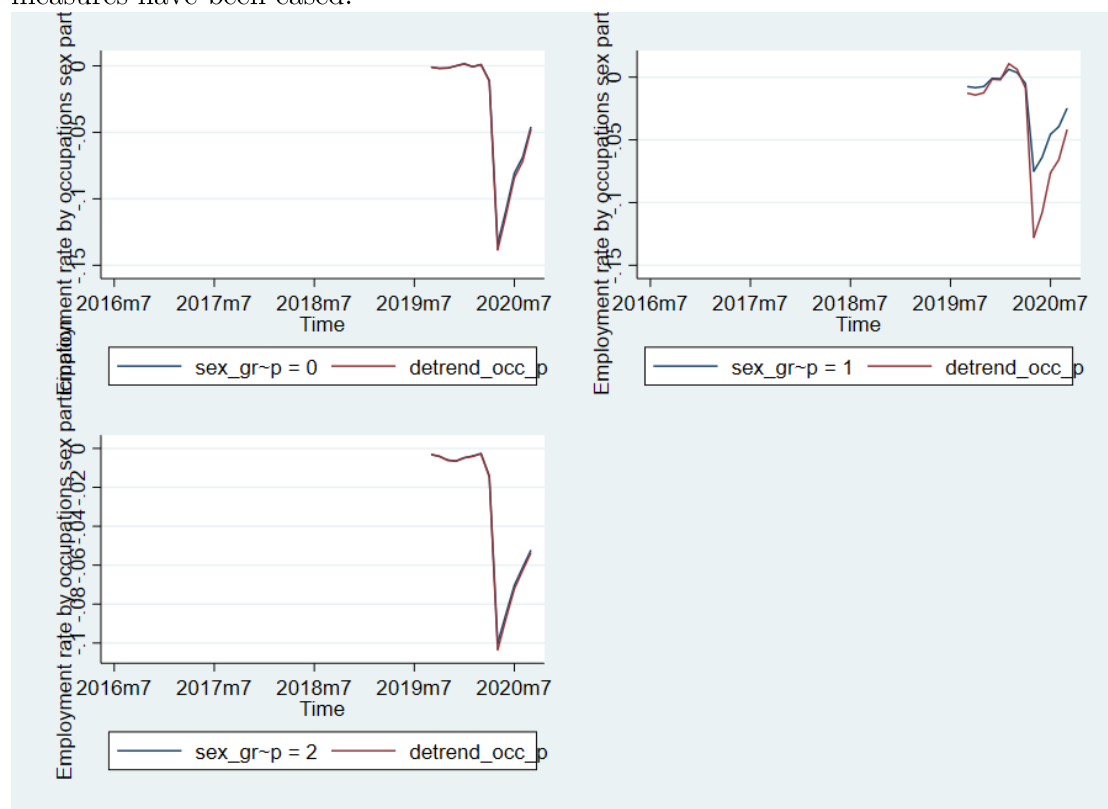 measures have been eased.
Employment rate by occupations sex participation
0
-.05
-.1
-.15
2016m7 2017m7 2018m7 2019m7 2020m7
Time
sex_gr~p = 0 detrend_occ_p
Employment rate by occupations sex part
0
-.05
-.1
-.15
2016m7 2017m7 2018m7 2019m7 2020m7
Time
sex_gr~p = 1 detrend_occ_p
Employment rate by occupations sex part
0
-.02
-.04
-.06
-.08
-.1
2016m7 2017m7 2018m7 2019m7 2020m7
Time
sex_gr~p = 2 detrend_occ_p